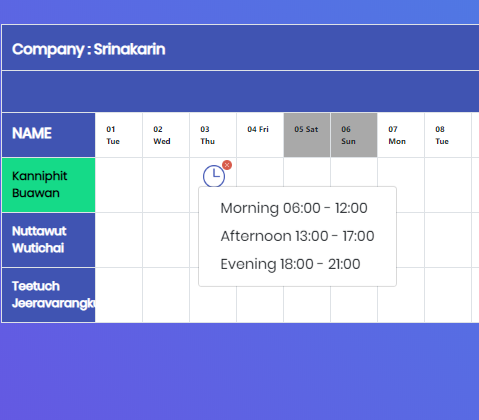 Company : Srinakarin
NAME
01 Tue
02 Wed
03 Thu
04 Fri
05 Sat
06 Sun
07 Mon
08 Tue
Kanniphit
Buawan
Morning 06:00 - 12:00
Afternoon 13:00 - 17:00
Evening 18:00 - 21:00
Nuttawut
Wutichai
Teetuch